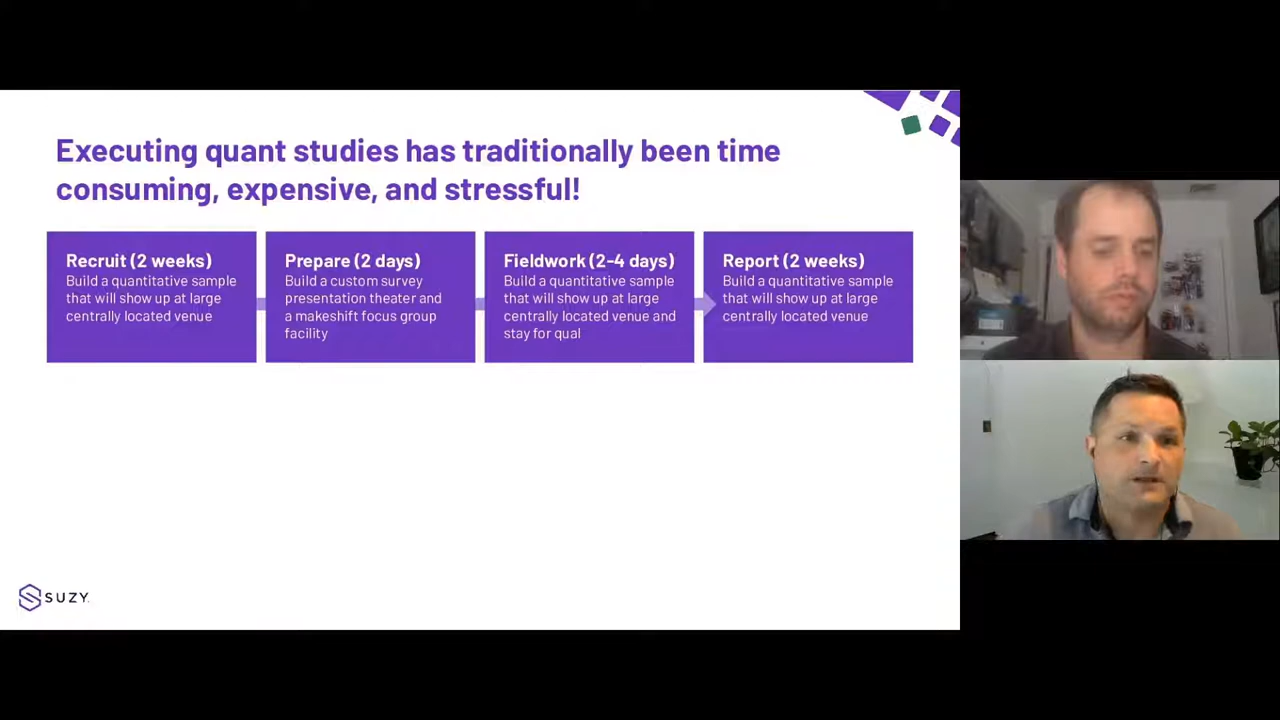 Executing quant studies has traditionally been time
consuming, expensive, and stressful!
Recruit (2 weeks)
Build a quantitative sample
that will show up at large
centrally located venue
Prepare (2 days)
Build a custom survey
presentation theater and
a makeshift focus group
facility
Fieldwork (2-4 days)
Build a quantitative sample
that will show up at large
centrally located venue and
stay for qual
Report (2 weeks)
Build a quantitative sample
that will show up at large
centrally located venue
SUZY